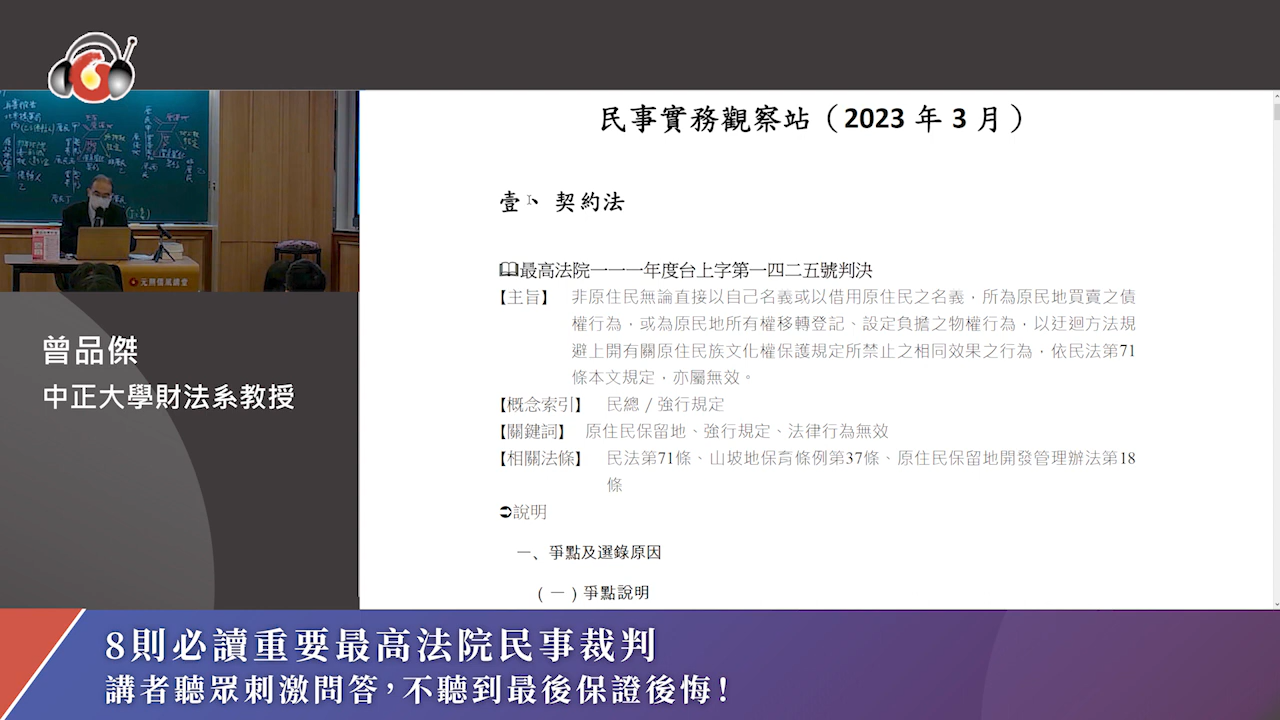 民事實務觀察站（2023 年 3 月）
壹、 契約法
最高法院一一一年度台上字第一四二五號判決
【主旨】 非原住民無論直接以自己名義或以借用原住民之名義，所為原民地買賣之債
權行為，或為原民地所有權移轉登記、設定負擔之物權行為，以迂迴方法規
避上開有關原住民族文化權保護規定所禁止之相同效果之行為，依民法第71
條本文規定，亦屬無效。
【概念索引】 民總／強行規定
【關鍵詞】 原住民保留地、強行規定、法律行為無效
【相關法條】 民法第71條、山坡地保育條例第37條、原住民保留地開發管理辦法第18
條
➲說明
一、爭點及選錄原因
（一）爭點說明
元照儒風講堂
曾品傑
中正大學財法系教授
8則必讀重要最高法院民事裁判
講者聽眾刺激問答，不聽到最後保證後悔！